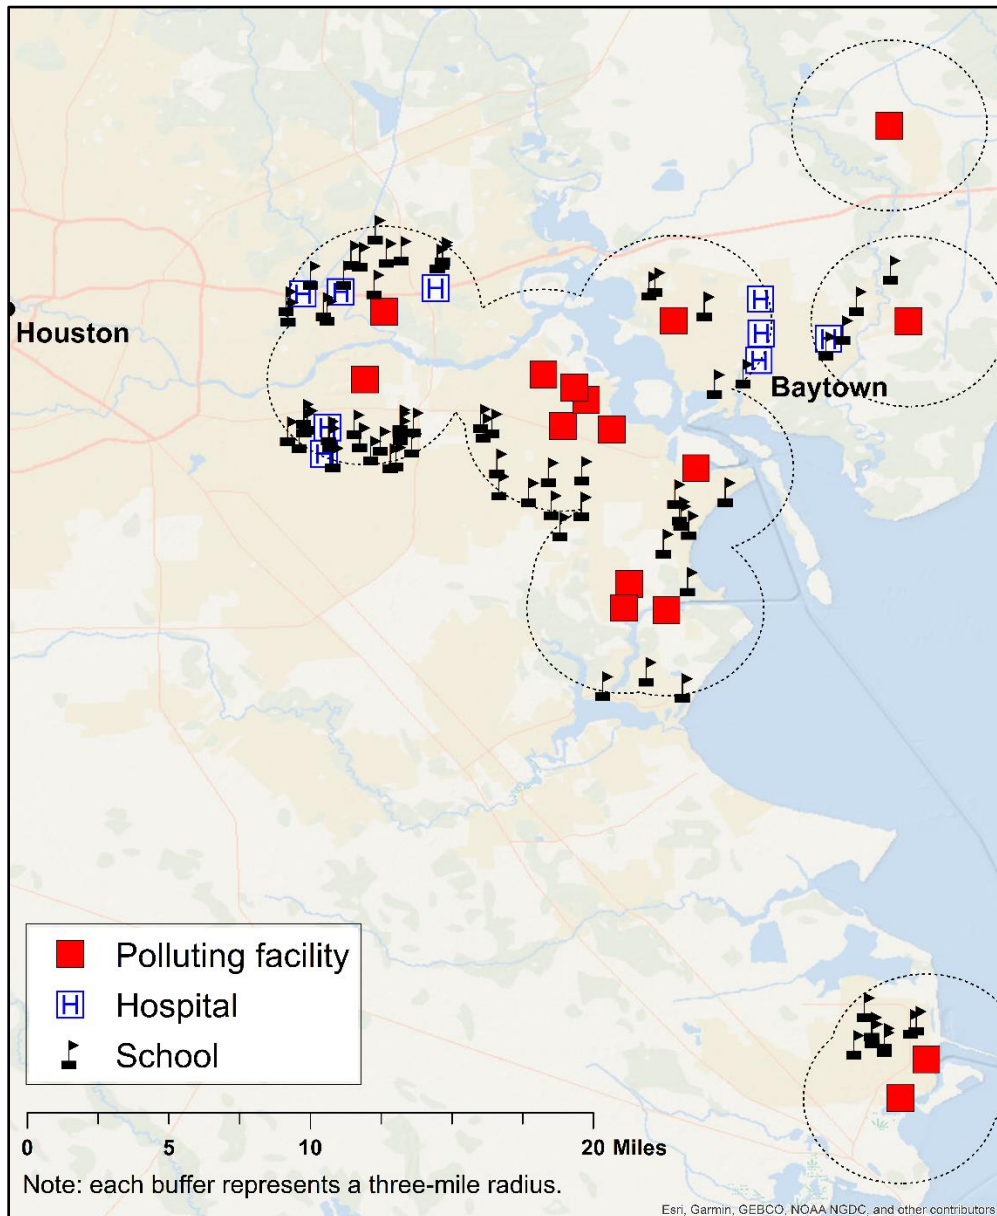 Houston
Baytown
Polluting facility
H Hospital
School
0 5 10 20 Miles
Note: each buffer represents a three-mile radius.
Esri, Garmin, GEBCO, NOAA NGDC, and other contributors